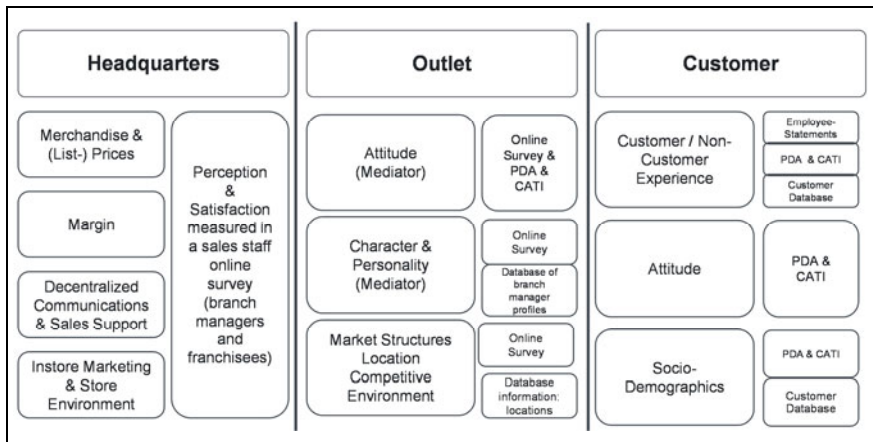 Headquarters
Merchandise &
(List-) Prices
Margin
Decentralized
Communications
& Sales Support
Instore Marketing
& Store
Environment
Perception
&
Satisfaction
measured in
a sales staff
online
survey
(branch
managers
and
franchisees)
Outlet
Attitude
(Mediator)
Online
Survey &
PDA &
CATI
Character &
Personality
(Mediator)
Online
Survey
Database of
branch
manager
profiles
Market Structures
Location
Competitive
Environment
Online
Survey
Database
information:
locations
Customer
Customer / Non-
Customer
Experience
Employee-
Statements
PDA & CATI
Customer
Database
Attitude
PDA &
CATI
Socio-
Demographics
PDA & CATI
Customer
Database